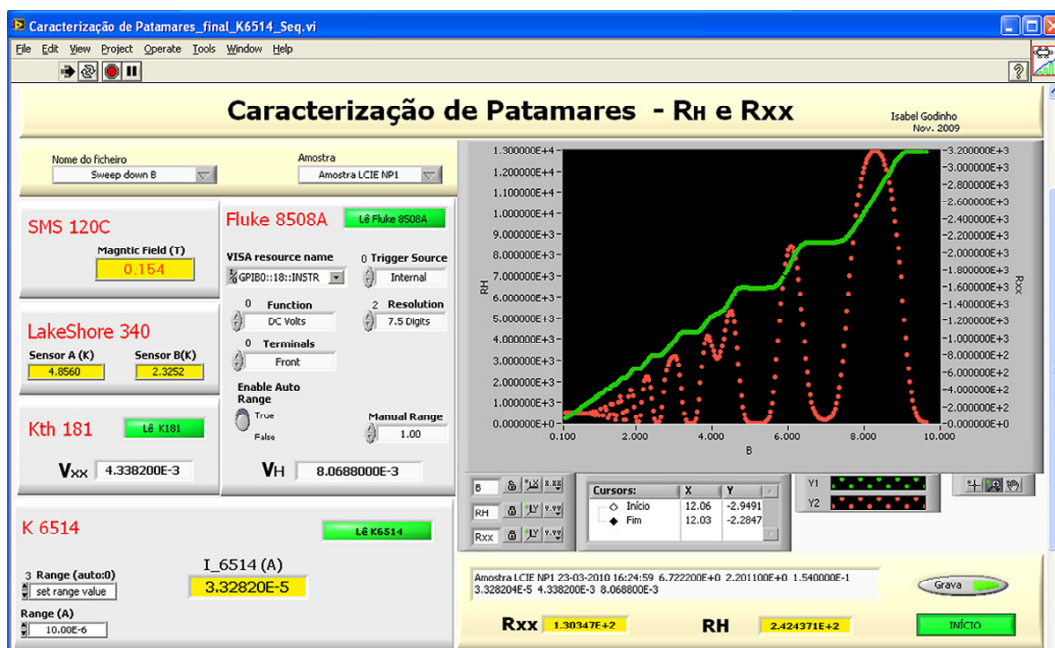 Caracterização de Patamares_final_K6514_Seq.vi
File Edit View Project Operate Tools Window Help
Caracterização de Patamares - RH e Rxx
Isabel Godinho
Nov. 2009
Nome do ficheiro
Sweep down B
Amostra
Amostra LCIE NP1
SMS 120C
Magntic Field (T)
0.154
LakeShore 340
Sensor A (K) Sensor B(K)
4.8560 2.3252
Kth 181
Lê K181
Vxx 4.338200E-3
Fluke 8508A
Lê Fluke 8508A
VISA resource name
GPIB0::18::INSTR
0 Trigger Source
Internal
0 Function
DC Volts
2 Resolution
7.5 Digits
0 Terminals
Front
Enable Auto
Range
True
False
Manual Range
1.00
VH 8.0688000E-3
K 6514
Lê K6514
3 Range (auto:0)
set range value
I_6514 (A)
3.32820E-5
Range (A)
10.00E-6
1.300000E+4
1.200000E+4
1.100000E+4
1.000000E+4
9.000000E+3
8.000000E+3
7.000000E+3
6.000000E+3
5.000000E+3
4.000000E+3
3.000000E+3
2.000000E+3
1.000000E+3
0.000000E+0
RH
0.100 2.000 4.000 6.000 8.000 10.000
B
-3.200000E+3
-3.000000E+3
-2.800000E+3
-2.600000E+3
-2.400000E+3
-2.200000E+3
-2.000000E+3
-1.800000E+3
-1.600000E+3
-1.400000E+3
-1.200000E+3
-1.000000E+3
-8.000000E+2
-6.000000E+2
-4.000000E+2
-2.000000E+2
-0.000000E+0
Rxx
B
RH
Rxx
Cursors: X Y
Início 12.06 -2.9491
Fim 12.03 -2.2847
Y1
Y2
Amostra LCIE NP1 23-03-2010 16:24:59 6.722200E+0 2.201100E+0 1.540000E-1
3.328204E-5 4.338200E-3 8.068800E-3
Grava
Rxx 1.30347E+2
RH 2.424371E+2
INÍCIO